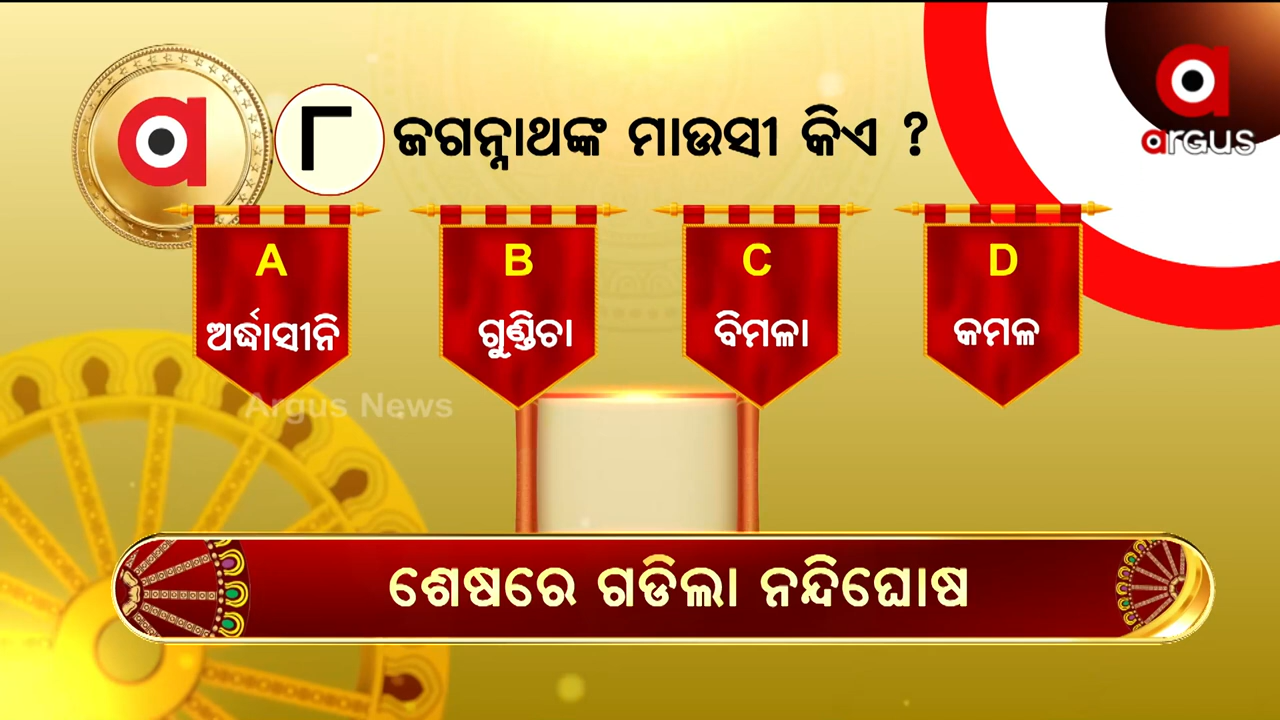 a
୮ ଜଗନ୍ନାଥଙ୍କ ମାଉସୀ କିଏ ?
a
argus
A
ଅର୍ଦ୍ଧାସୀନି
B
ଗୁଣ୍ଡିଚା
C
ବିମଳା
D
କମଳ
Argus News
ଶେଷରେ ଗଡିଲା ନନ୍ଦିଘୋଷ